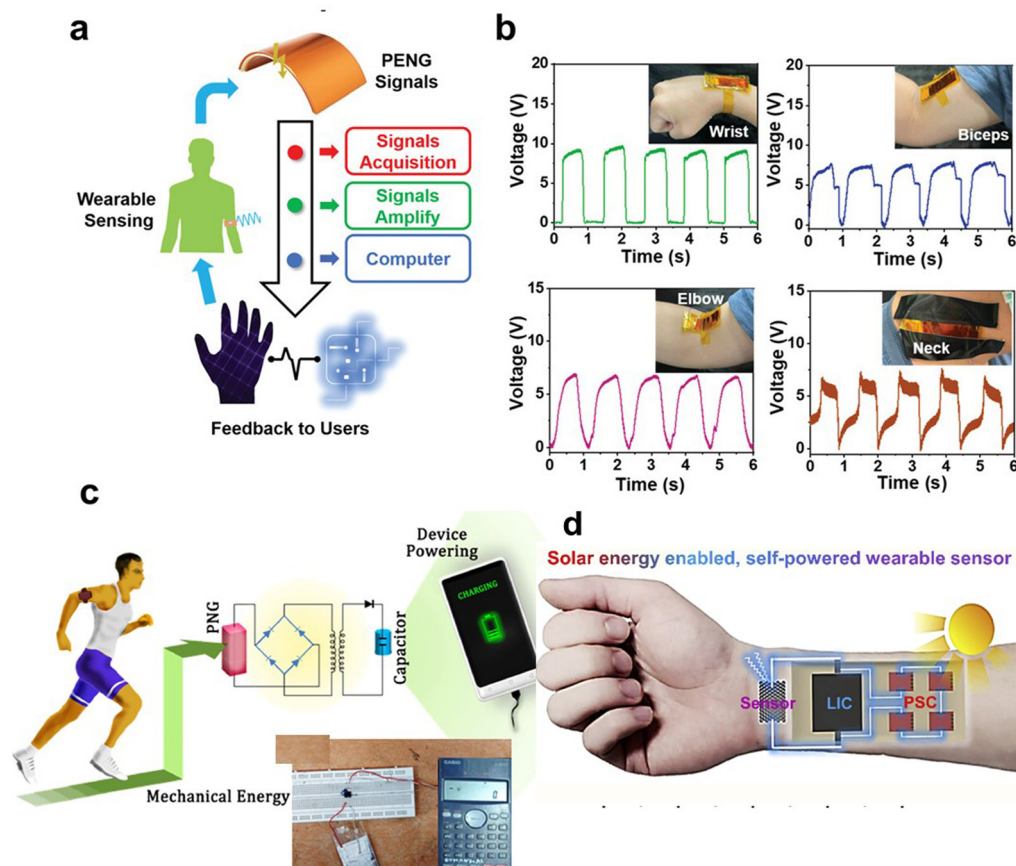 a
PENG
Signals
Signals
Acquisition
Wearable
Sensing
Signals
Amplify
Computer
Feedback to Users
b
20
15
10
5
0
Voltage (V)
Wrist
0 1 2 3 4 5 6
Time (s)
20
15
10
5
0
Voltage (V)
Biceps
0 1 2 3 4 5 6
Time (s)
15
10
5
0
Voltage (V)
Elbow
0 1 2 3 4 5 6
Time (s)
15
10
5
0
Voltage (V)
Neck
0 1 2 3 4 5 6
Time (s)
c
Device
Powering
CHARGING
PNG
Capacitor
Mechanical Energy
CASIO
0
d
Solar energy enabled, self-powered wearable sensor
Sensor
LIC
PSC